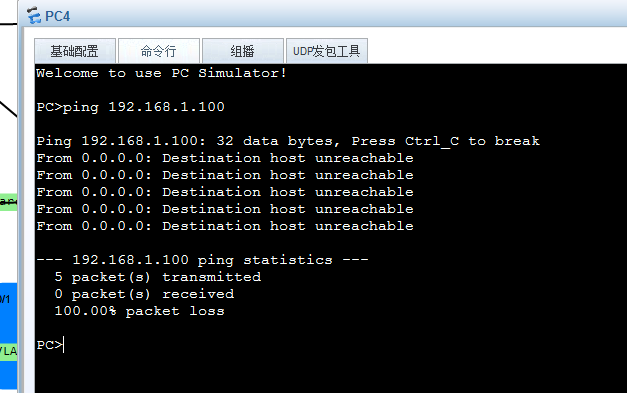 PC4
基础配置 命令行 组播 UDP发包工具
Welcome to use PC Simulator!
PC>ping 192.168.1.100
Ping 192.168.1.100: 32 data bytes, Press Ctrl_C to break
From 0.0.0.0: Destination host unreachable
From 0.0.0.0: Destination host unreachable
From 0.0.0.0: Destination host unreachable
From 0.0.0.0: Destination host unreachable
From 0.0.0.0: Destination host unreachable
--- 192.168.1.100 ping statistics ---
5 packet(s) transmitted
0 packet(s) received
100.00% packet loss
PC>